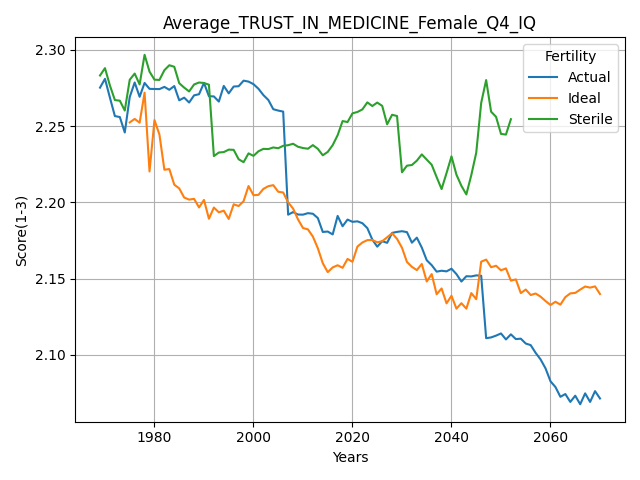 Average_TRUST_IN_MEDICINE_Female_Q4_IQ
Fertility
Actual
Ideal
Sterile
Score(1-3)
2.30
2.25
2.20
2.15
2.10
1980
2000
2020
2040
2060
Years